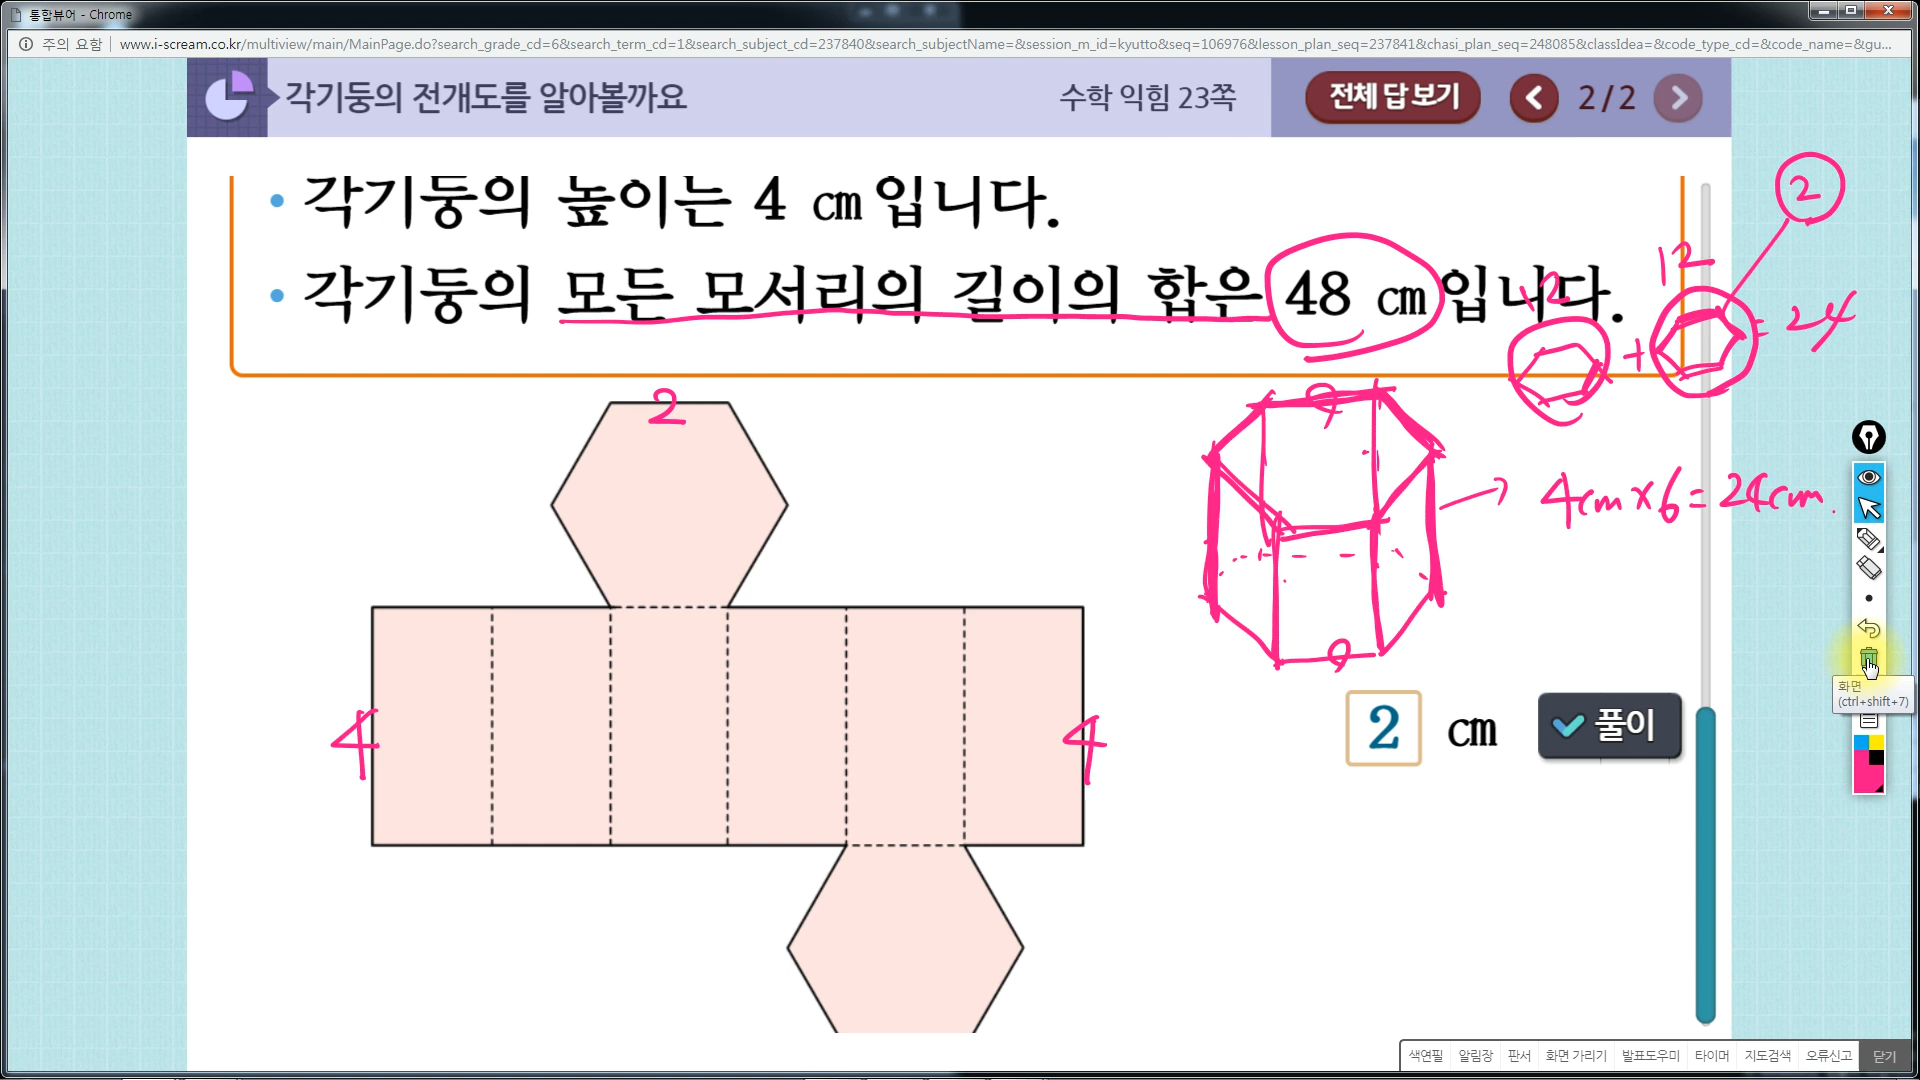 통합뷰어 - Chrome
주의 요함 | www.i-scream.co.kr/multiview/main/MainPage.do?search_grade_cd=6&search_term_cd=1&search_subject_cd=237840&search_subjectName=&session_m_id=kyutto&seq=106976&lesson_plan_seq=237841&chasi_plan_seq=248085&classIdea=&code_type_cd=&code_name=&gu...
각기둥의 전개도를 알아볼까요
수학 익힘 23쪽
전체 답 보기
2 / 2
• 각기둥의 높이는 4 cm입니다.
• 각기둥의 모든 모서리의 길이의 합은 48 cm입니다.
2
12
12
+
= 24
2
4cm×6=24cm.
4
4
2 cm
풀이
화면
(ctrl+shift+7)
색연필 알림장 판서 화면 가리기 발표도우미 타이머 지도검색 오류신고 닫기